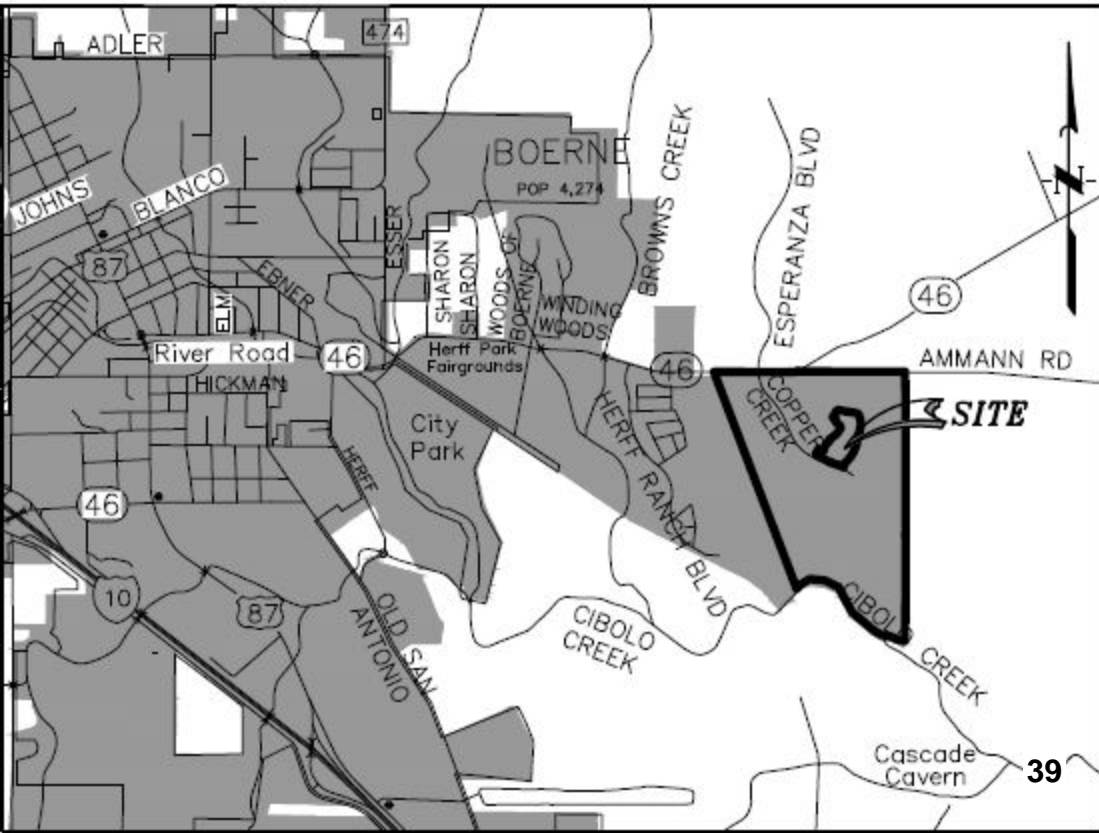 ADLER
474
BOERNE
POP 4,274
JOHNS
BLANCO
87
ESSER
EBNER
ELM
SHARON
SHARON
WOODS OF
BOERNE
WINDING
WOODS
BROWNS CREEK
ESPERANZA BLVD
N
46
River Road
46
Herff Park
Fairgrounds
46
AMMANN RD
HICKMAN
City
Park
HERFF
HERFF RANCH BLVD
COPPER
CREEK
SITE
46
10
87
OLD SAN
ANTONIO
CIBOLO
CREEK
CIBOLO CREEK
Cascade
Cavern
39